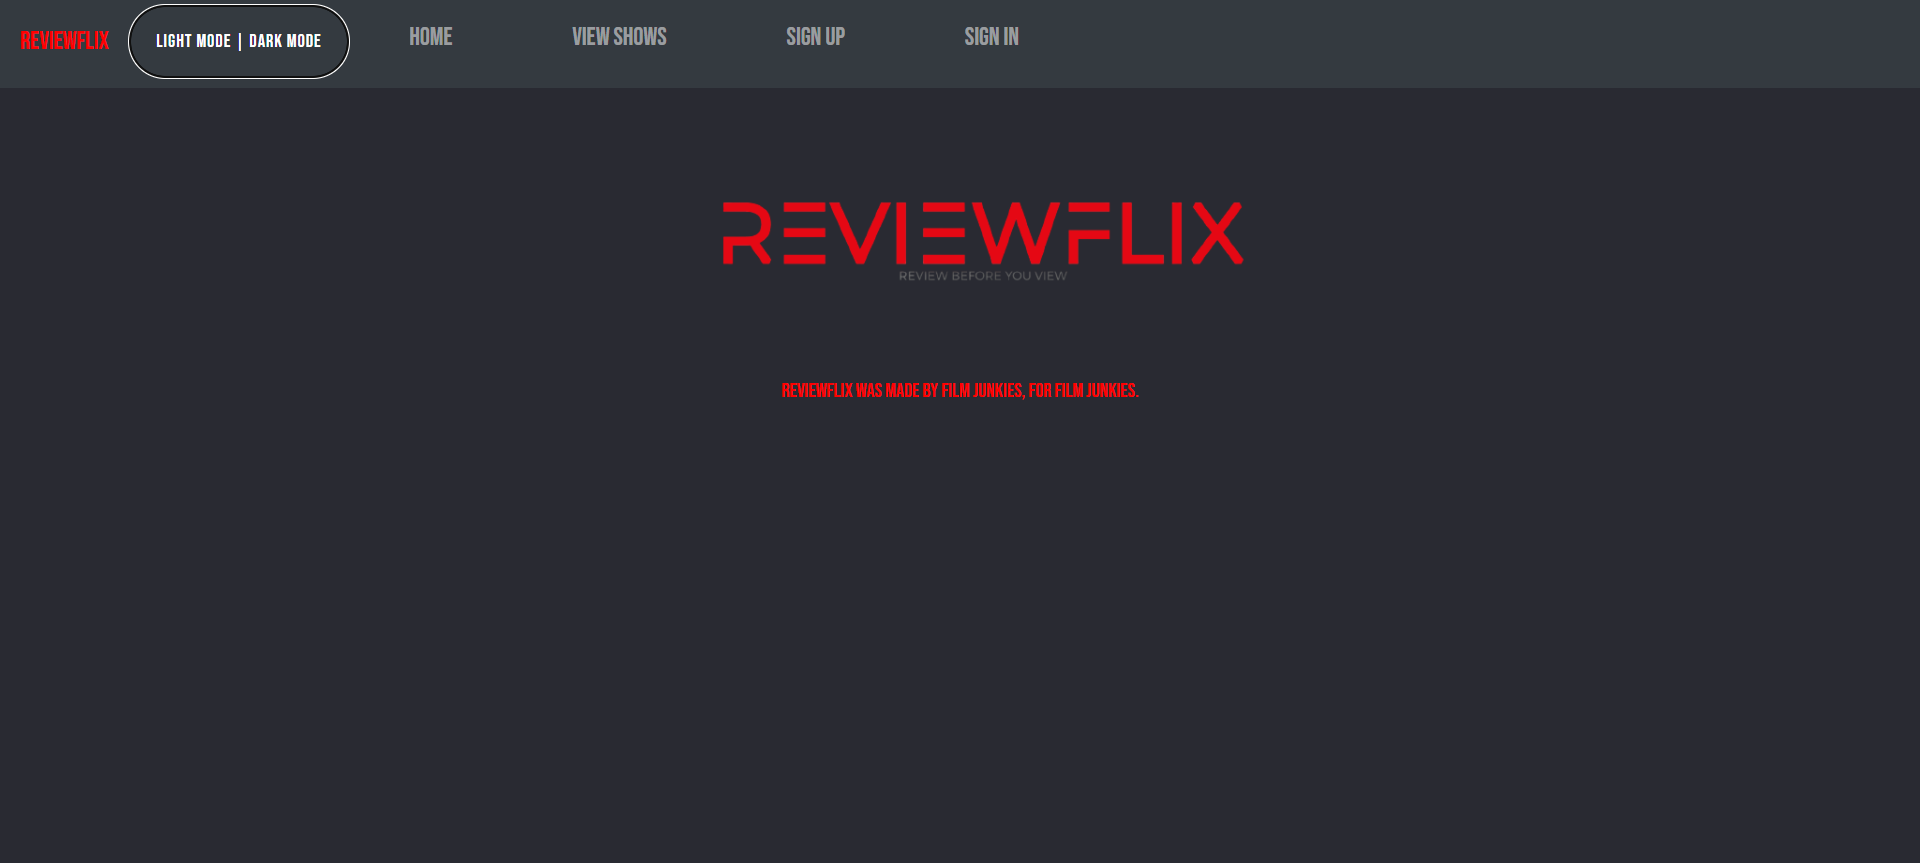 REVIEWFLIX
LIGHT MODE | DARK MODE
HOME
VIEW SHOWS
SIGN UP
SIGN IN
REVIEWFLIX
REVIEW BEFORE YOU VIEW
REVIEWFLIX WAS MADE BY FILM JUNKIES, FOR FILM JUNKIES.